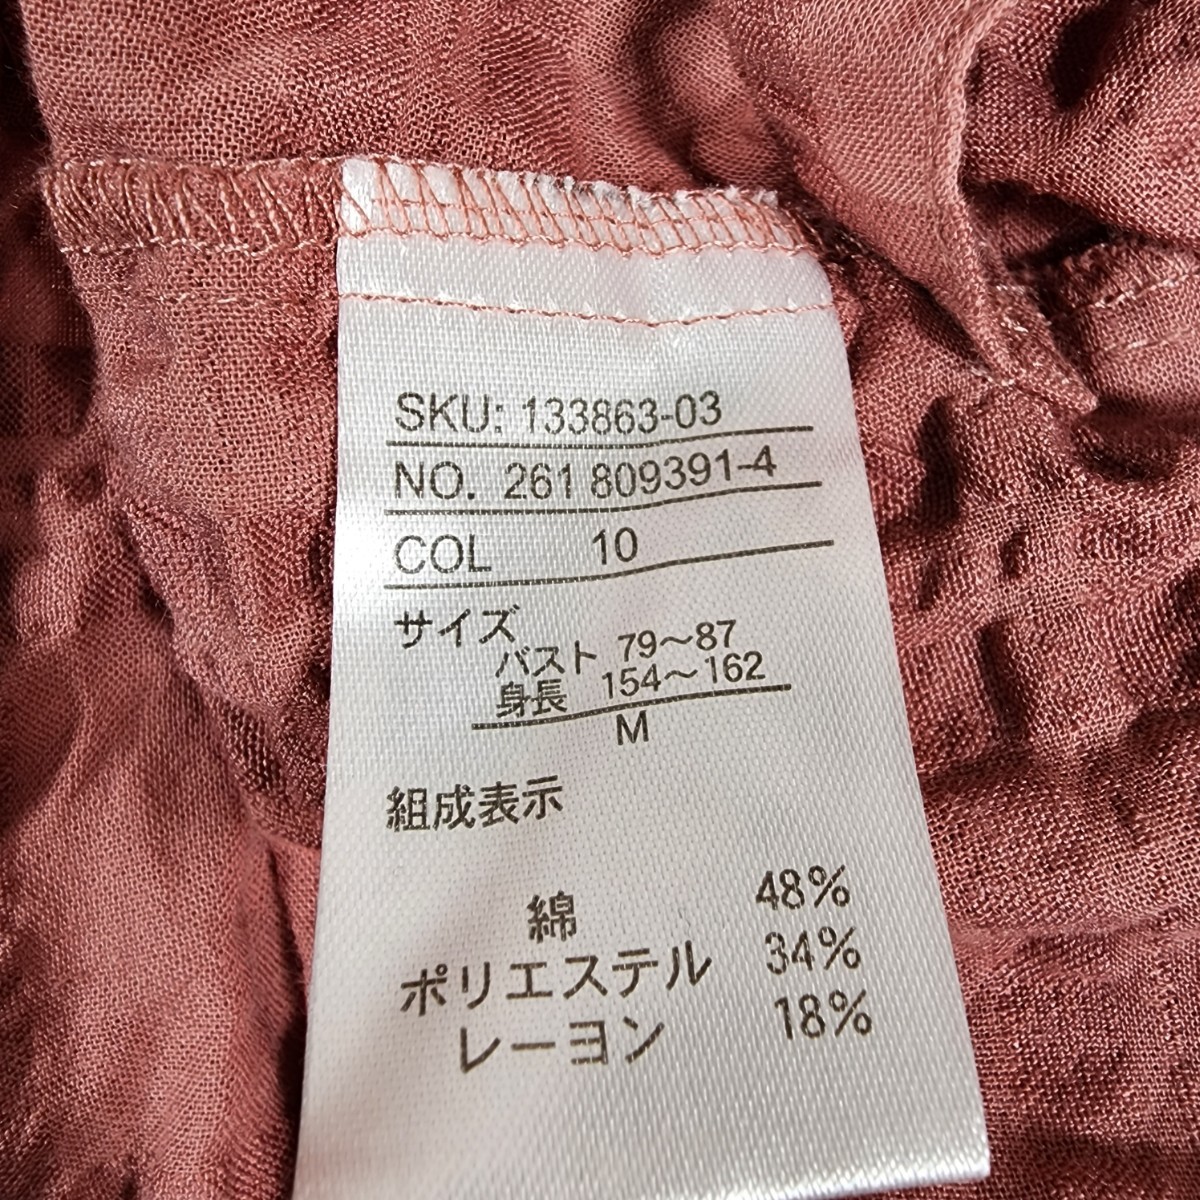 SKU: 133863-03
NO. 261 809391-4
COL 10
サイズ
バスト 79～87
身長 154～162
M
組成表示
綿 48%
ポリエステル 34%
レーヨン 18%